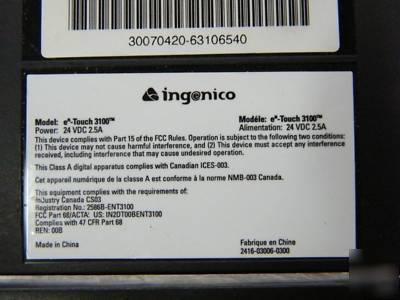 30070420-63106540
ingenico
Model: eᴺ-Touch 3100™ Modèle: eᴺ-Touch 3100™
Power: 24 VDC 2.5A Alimentation: 24 VDC 2.5A
This device complies with Part 15 of the FCC Rules. Operation is subject to the following two conditions:
(1) This device may not cause harmful interference, and (2) This device must accept any interference
received, including interference that may cause undesired operation.
This Class A digital apparatus complies with Canadian ICES-003.
Cet appareil numérique de la classe A est conforme à la norme NMB-003 Canada.
This equipment complies with the requirements of:
Industry Canada CS03
Registration No.: 2586B-ENT3100
FCC Part 68/ACTA: US: IN2DT00BENT3100
Complies with 47 CFR Part 68
REN: 00B
Made in China Fabrique en Chine
2416-03006-0300